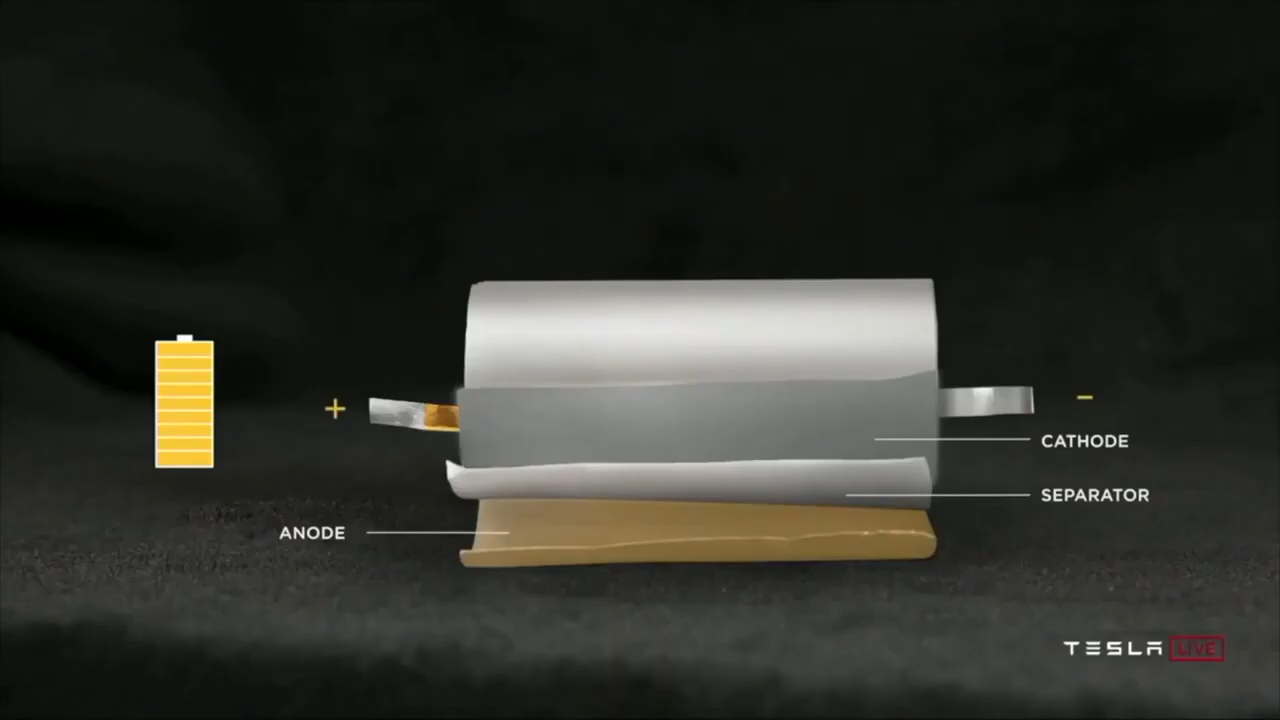 +
−
CATHODE
SEPARATOR
ANODE
TESLA LIVE